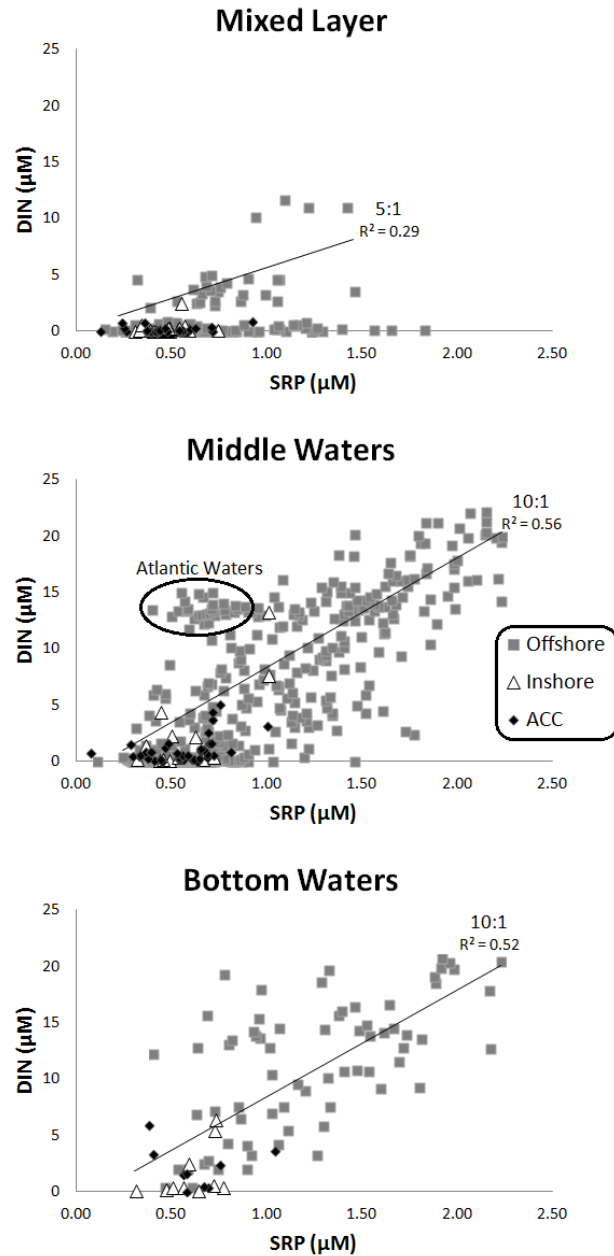 Mixed Layer
25
20
15
10
5
0
DIN (µM)
5:1
R² = 0.29
0.00 0.50 1.00 1.50 2.00 2.50
SRP (µM)
Middle Waters
25
20
15
10
5
0
DIN (µM)
Atlantic Waters
10:1
R² = 0.56
Offshore
Inshore
ACC
0.00 0.50 1.00 1.50 2.00 2.50
SRP (µM)
Bottom Waters
25
20
15
10
5
0
DIN (µM)
10:1
R² = 0.52
0.00 0.50 1.00 1.50 2.00 2.50
SRP (µM)